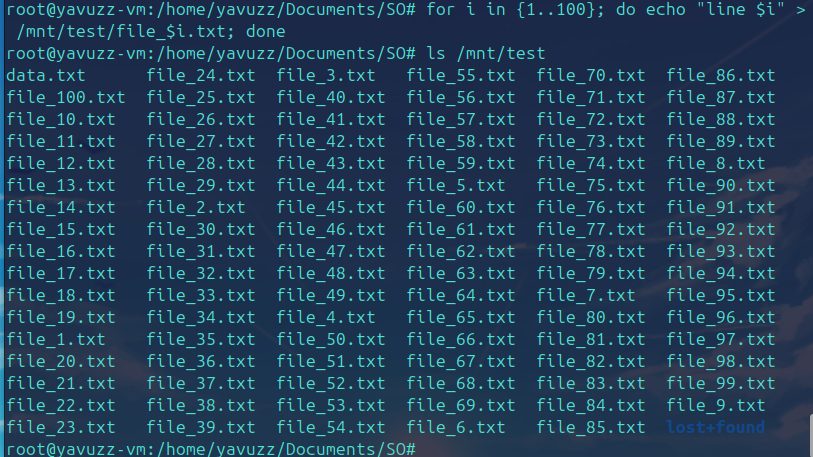 root@yavuzz-vm:/home/yavuzz/Documents/SO# for i in {1..100}; do echo "line $i" >
 /mnt/test/file_$i.txt; done
root@yavuzz-vm:/home/yavuzz/Documents/SO# ls /mnt/test
data.txt      file_24.txt  file_3.txt   file_55.txt  file_70.txt  file_86.txt
file_100.txt  file_25.txt  file_40.txt  file_56.txt  file_71.txt  file_87.txt
file_10.txt   file_26.txt  file_41.txt  file_57.txt  file_72.txt  file_88.txt
file_11.txt   file_27.txt  file_42.txt  file_58.txt  file_73.txt  file_89.txt
file_12.txt   file_28.txt  file_43.txt  file_59.txt  file_74.txt  file_8.txt
file_13.txt   file_29.txt  file_44.txt  file_5.txt   file_75.txt  file_90.txt
file_14.txt   file_2.txt   file_45.txt  file_60.txt  file_76.txt  file_91.txt
file_15.txt   file_30.txt  file_46.txt  file_61.txt  file_77.txt  file_92.txt
file_16.txt   file_31.txt  file_47.txt  file_62.txt  file_78.txt  file_93.txt
file_17.txt   file_32.txt  file_48.txt  file_63.txt  file_79.txt  file_94.txt
file_18.txt   file_33.txt  file_49.txt  file_64.txt  file_7.txt   file_95.txt
file_19.txt   file_34.txt  file_4.txt   file_65.txt  file_80.txt  file_96.txt
file_1.txt    file_35.txt  file_50.txt  file_66.txt  file_81.txt  file_97.txt
file_20.txt   file_36.txt  file_51.txt  file_67.txt  file_82.txt  file_98.txt
file_21.txt   file_37.txt  file_52.txt  file_68.txt  file_83.txt  file_99.txt
file_22.txt   file_38.txt  file_53.txt  file_69.txt  file_84.txt  file_9.txt
file_23.txt   file_39.txt  file_54.txt  file_6.txt   file_85.txt  lost+found
root@yavuzz-vm:/home/yavuzz/Documents/SO#